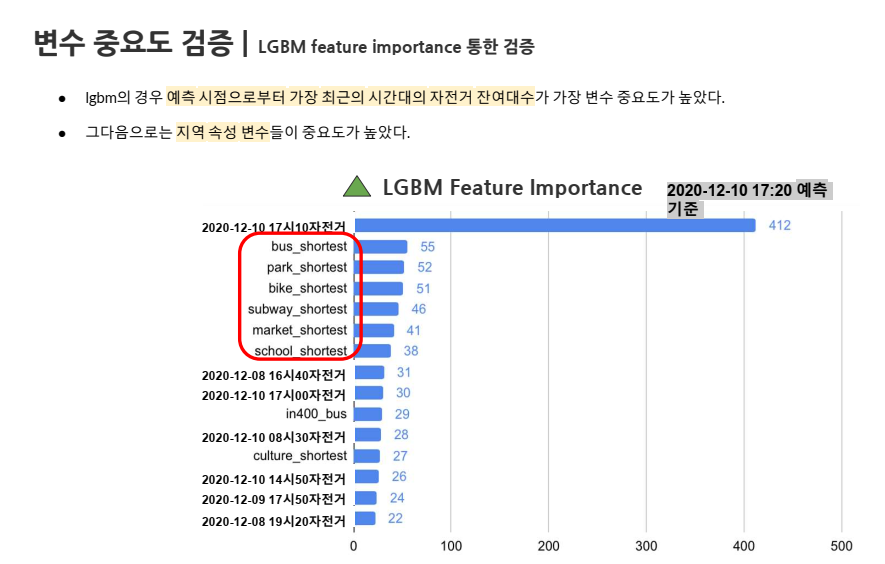 변수 중요도 검증 | LGBM feature importance 통한 검증
● lgbm의 경우 예측 시점으로부터 가장 최근의 시간대의 자전거 잔여대수가 가장 변수 중요도가 높았다.
● 그다음으로는 지역 속성 변수들이 중요도가 높았다.
LGBM Feature Importance
2020-12-10 17:20 예측
기준
2020-12-10 17시10자전거 412
bus_shortest 55
park_shortest 52
bike_shortest 51
subway_shortest 46
market_shortest 41
school_shortest 38
2020-12-08 16시40자전거 31
2020-12-10 17시00자전거 30
in400_bus 29
2020-12-10 08시30자전거 28
culture_shortest 27
2020-12-10 14시50자전거 26
2020-12-09 17시50자전거 24
2020-12-08 19시20자전거 22
0 100 200 300 400 500